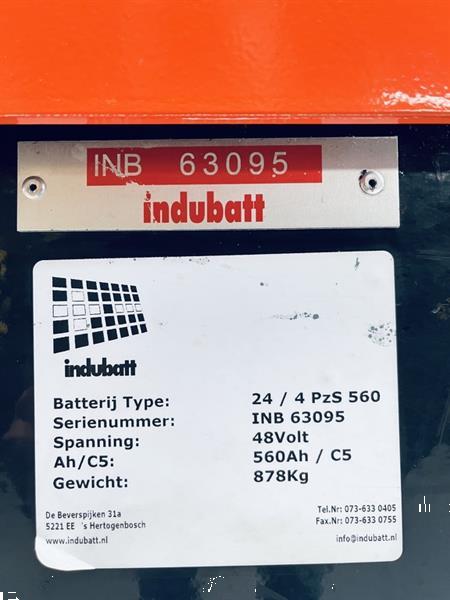 INB 63095
indubatt
indubatt
Batterij Type: 24 / 4 PzS 560
Serienummer: INB 63095
Spanning: 48Volt
Ah/C5: 560Ah / C5
Gewicht: 878Kg
De Beverspijken 31a Tel.Nr: 073-633 0405
5221 EE 's Hertogenbosch Fax.Nr: 073-633 0755
www.indubatt.nl info@indubatt.nl